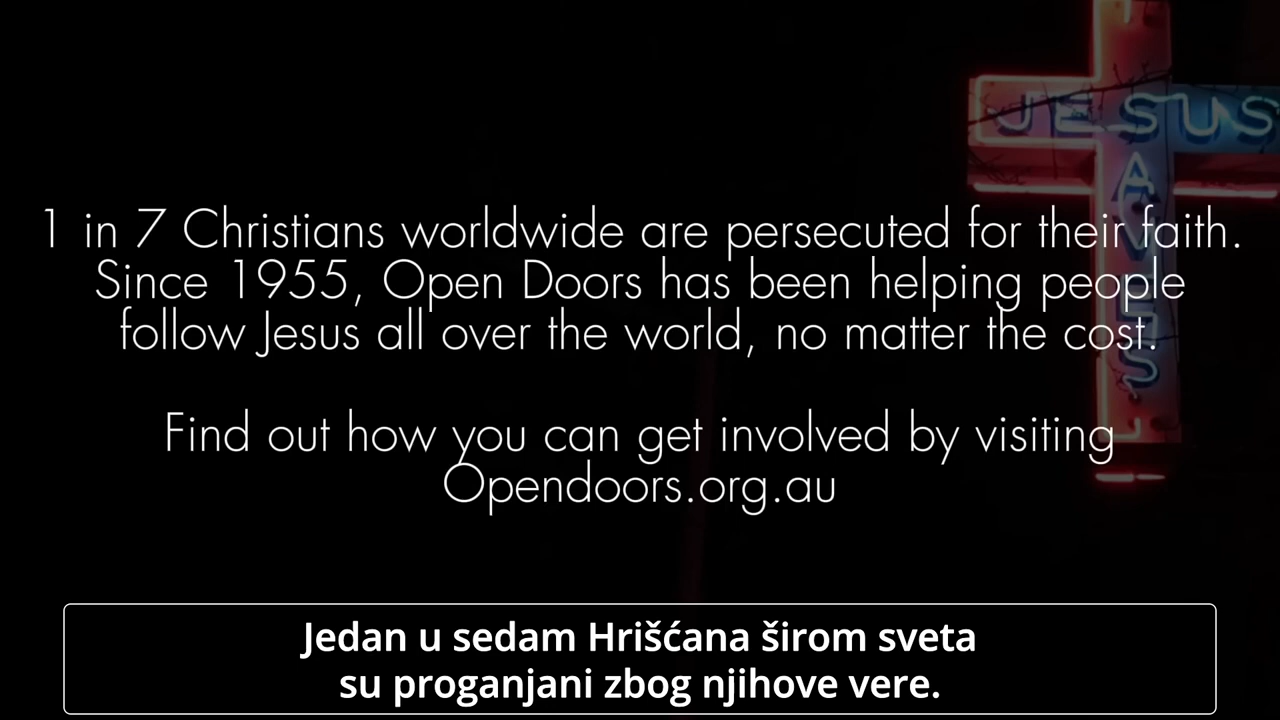 JESUS
SAVES
1 in 7 Christians worldwide are persecuted for their faith.
Since 1955, Open Doors has been helping people
follow Jesus all over the world, no matter the cost.
Find out how you can get involved by visiting
Opendoors.org.au
Jedan u sedam Hrišćana širom sveta
su proganjani zbog njihove vere.